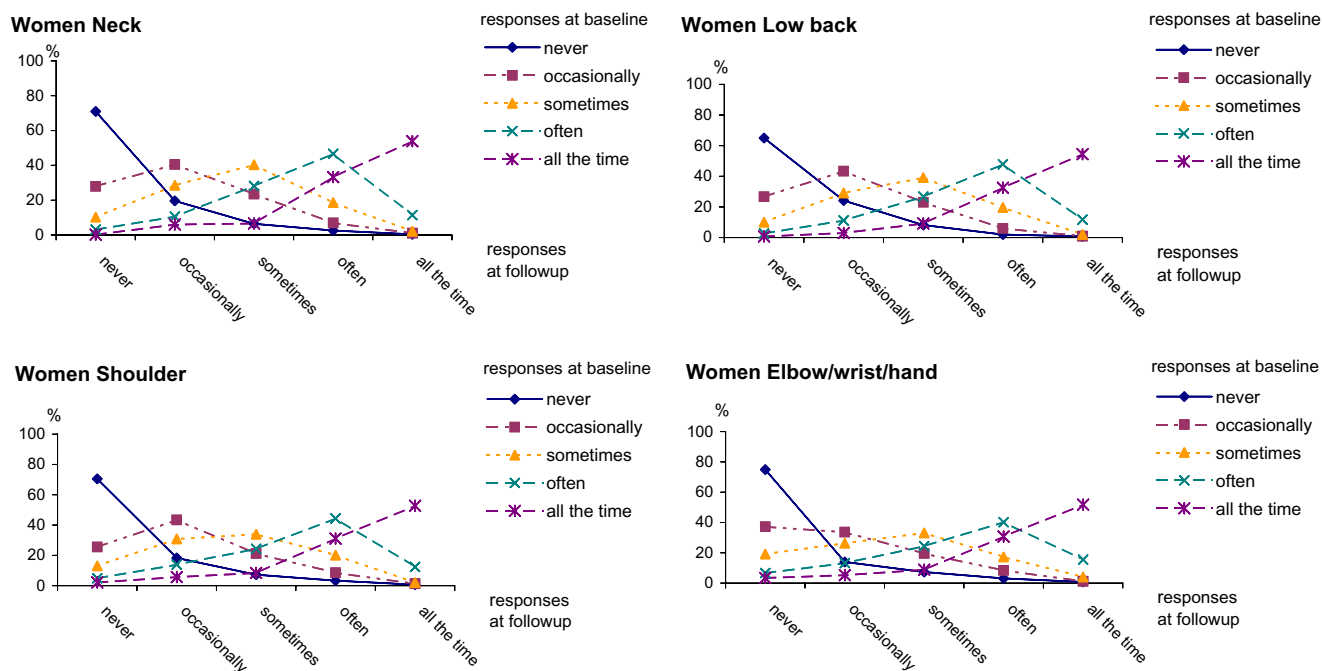 Women Neck
responses at baseline
never
occasionally
sometimes
often
all the time
%
100
80
60
40
20
0
never
occasionally
sometimes
often
all the time
responses
at followup
Women Low back
responses at baseline
never
occasionally
sometimes
often
all the time
%
100
80
60
40
20
0
never
occasionally
sometimes
often
all the time
responses
at followup
Women Shoulder
responses at baseline
never
occasionally
sometimes
often
all the time
%
100
80
60
40
20
0
never
occasionally
sometimes
often
all the time
responses
at followup
Women Elbow/wrist/hand
responses at baseline
never
occasionally
sometimes
often
all the time
%
100
80
60
40
20
0
never
occasionally
sometimes
often
all the time
responses
at followup